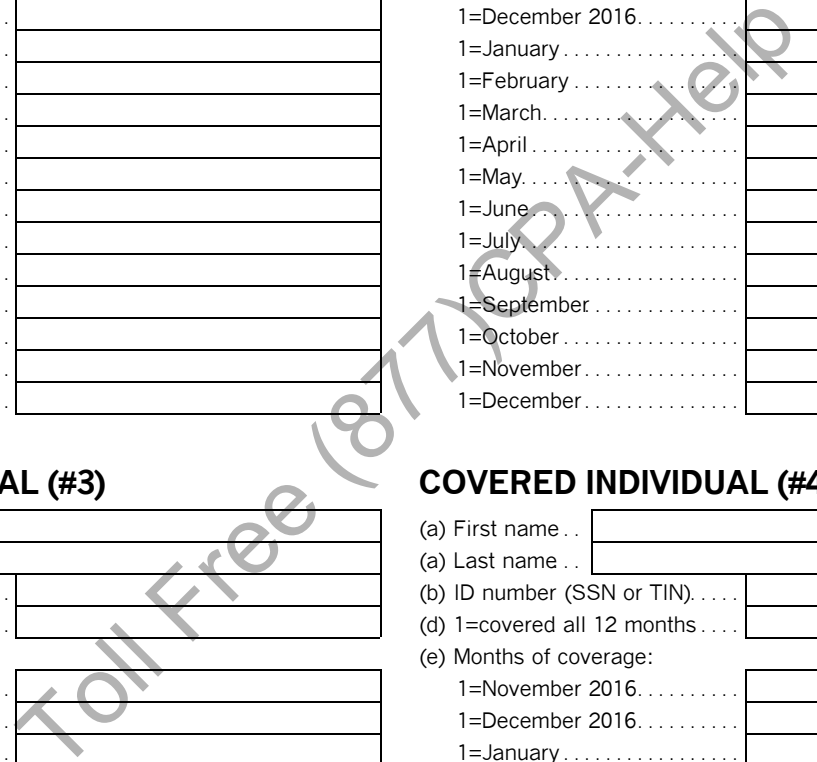 1=December 2016
1=January
1=February
1=March
1=April
1=May
1=June
1=July
1=August
1=September
1=October
1=November
1=December
AL (#3)
COVERED INDIVIDUAL (#4
(a) First name
(a) Last name
(b) ID number (SSN or TIN)
(d) 1=covered all 12 months
(e) Months of coverage:
1=November 2016
1=December 2016
1=January
Toll Free (877)CPA-Help